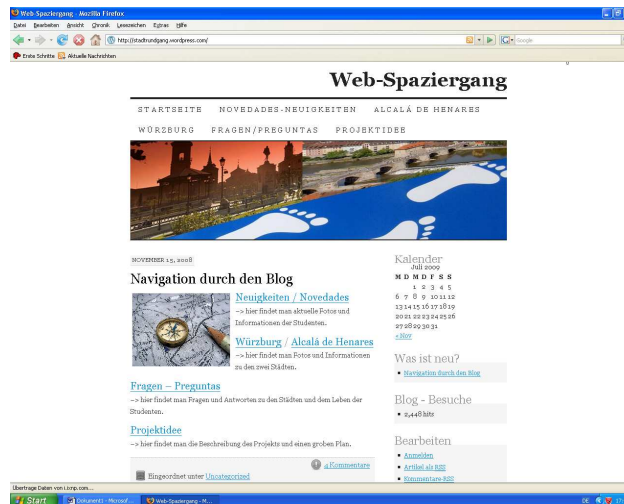 Web-Spaziergang - Mozilla Firefox
Datei Bearbeiten Ansicht Chronik Lesezeichen Extras Hilfe
http://stadtrundgang.wordpress.com/
Google
Erste Schritte Aktuelle Nachrichten
Web-Spaziergang
STARTSEITE NOVEDADES-NEUIGKEITEN ALCALÁ DE HENARES
WÜRZBURG FRAGEN/PREGUNTAS PROJEKTIDEE
NOVEMBER 15, 2008
Navigation durch den Blog
Neuigkeiten / Novedades
–> hier findet man aktuelle Fotos und
Informationen der Studenten.
Würzburg / Alcalá de Henares
–> hier findet man Fotos und Informationen
zu den zwei Städten.
Fragen – Preguntas
–> hier findet man Fragen und Antworten zu den Städten und dem Leben der
Studenten.
Projektidee
–> hier findet man die Beschreibung des Projekts und einen groben Plan.
4 Kommentare
Eingeordnet unter Uncategorized
Kalender
Juli 2009
M D M D F S S
1 2 3 4 5
6 7 8 9 10 11 12
13 14 15 16 17 18 19
20 21 22 23 24 25 26
27 28 29 30 31
« Nov
Was ist neu?
Navigation durch den Blog
Blog - Besuche
2,448 hits
Bearbeiten
Anmelden
Artikel als RSS
Kommentare-RSS
Übertrage Daten von i.ixnp.com...
Start Dokument1 - Microsof... Web-Spaziergang - M... DE